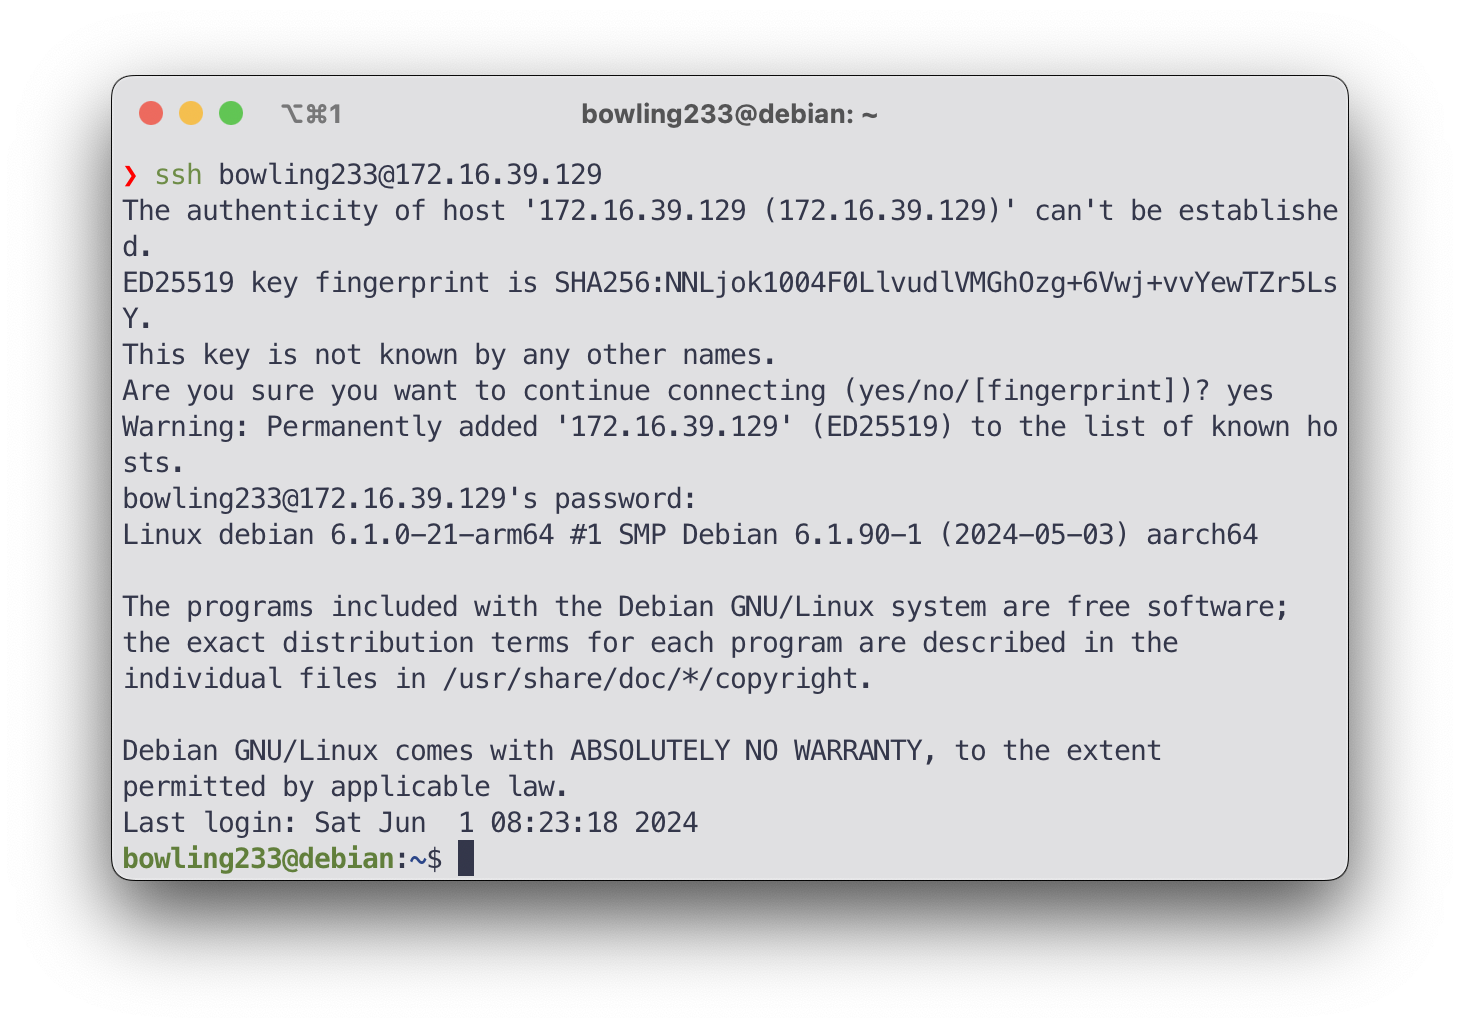 ⌥⌘1
bowling233@debian: ~
❯ ssh bowling233@172.16.39.129
The authenticity of host '172.16.39.129 (172.16.39.129)' can't be establishe
d.
ED25519 key fingerprint is SHA256:NNLjok1004F0LlvudlVMGhOzg+6Vwj+vvYewTZr5Ls
Y.
This key is not known by any other names.
Are you sure you want to continue connecting (yes/no/[fingerprint])? yes
Warning: Permanently added '172.16.39.129' (ED25519) to the list of known ho
sts.
bowling233@172.16.39.129's password:
Linux debian 6.1.0-21-arm64 #1 SMP Debian 6.1.90-1 (2024-05-03) aarch64

The programs included with the Debian GNU/Linux system are free software;
the exact distribution terms for each program are described in the
individual files in /usr/share/doc/*/copyright.

Debian GNU/Linux comes with ABSOLUTELY NO WARRANTY, to the extent
permitted by applicable law.
Last login: Sat Jun  1 08:23:18 2024
bowling233@debian:~$